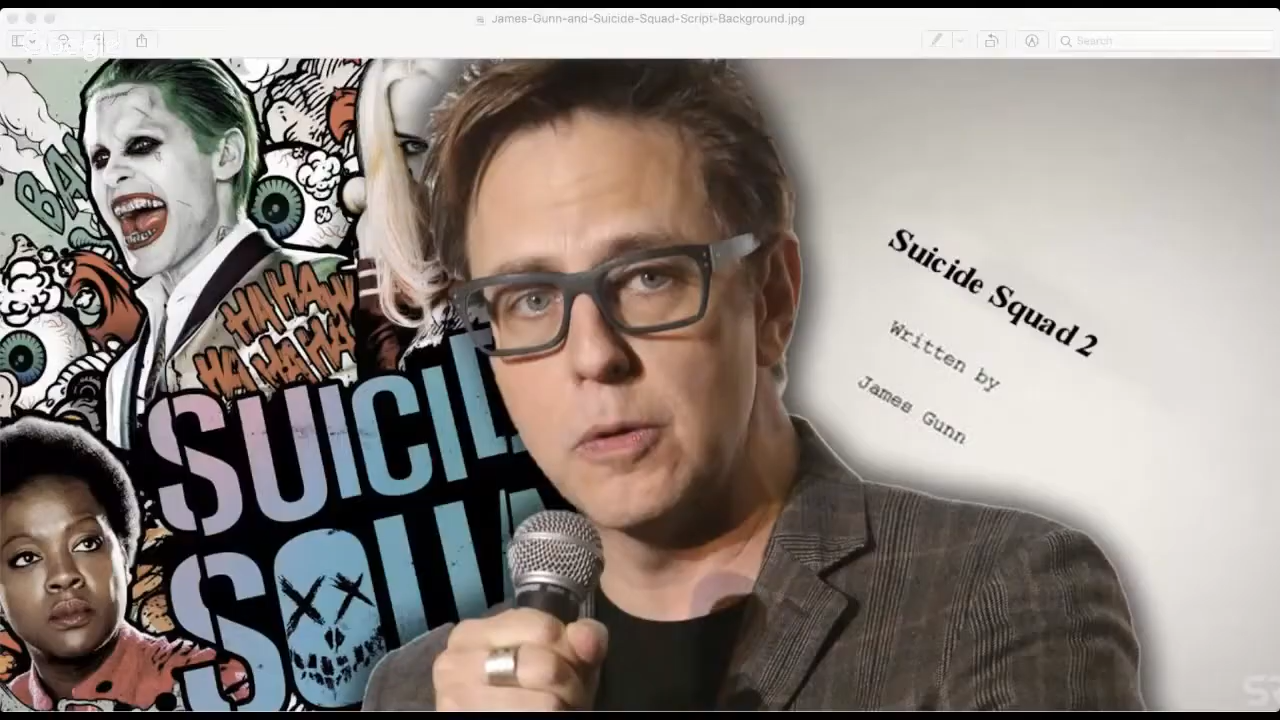 James-Gunn-and-Suicide-Squad-Script-Background.jpg
Search
BA
HA HA
HA HA HA
SUICID
SQUA
Suicide Squad 2
Written by
James Gunn